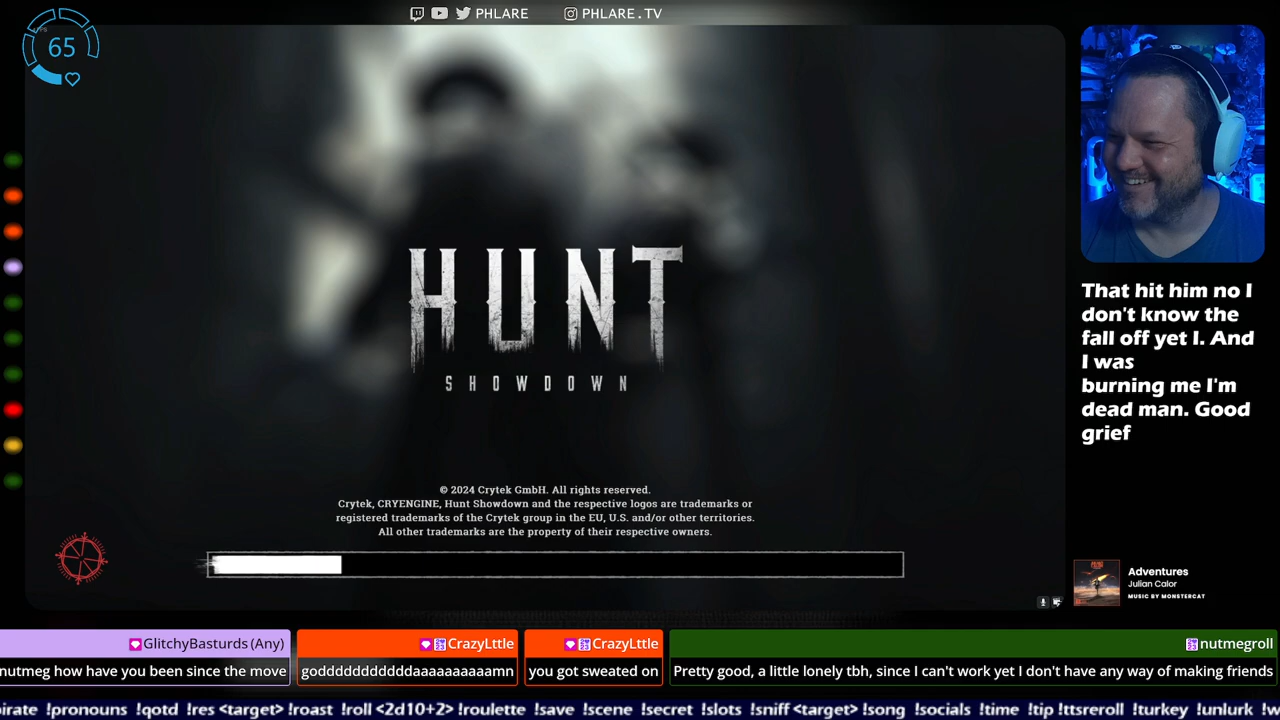 PHLARE PHLARE.TV
65
HUNT
SHOWDOWN
© 2024 Crytek GmbH. All rights reserved.
Crytek, CRYENGINE, Hunt Showdown and the respective logos are trademarks or
registered trademarks of the Crytek group in the EU, U.S. and/or other territories.
All other trademarks are the property of their respective owners.
That hit him no I
don't know the
fall off yet I. And
I was
burning me I'm
dead man. Good
grief
Adventures
Julian Calor
MUSIC BY MONSTERCAT
GlitchyBasturds (Any)
nutmeg how have you been since the move
CrazyLttle
godddddddddddaaaaaaaaaamn
CrazyLttle
you got sweated on
nutmegroll
Pretty good, a little lonely tbh, since I can't work yet I don't have any way of making friends
irate !pronouns !qotd !res <target> !roast !roll <2d10+2> !roulette !save !scene !secret !slots !sniff <target> !song !socials !time !tip !ttsreroll !turkey !unlurk !w